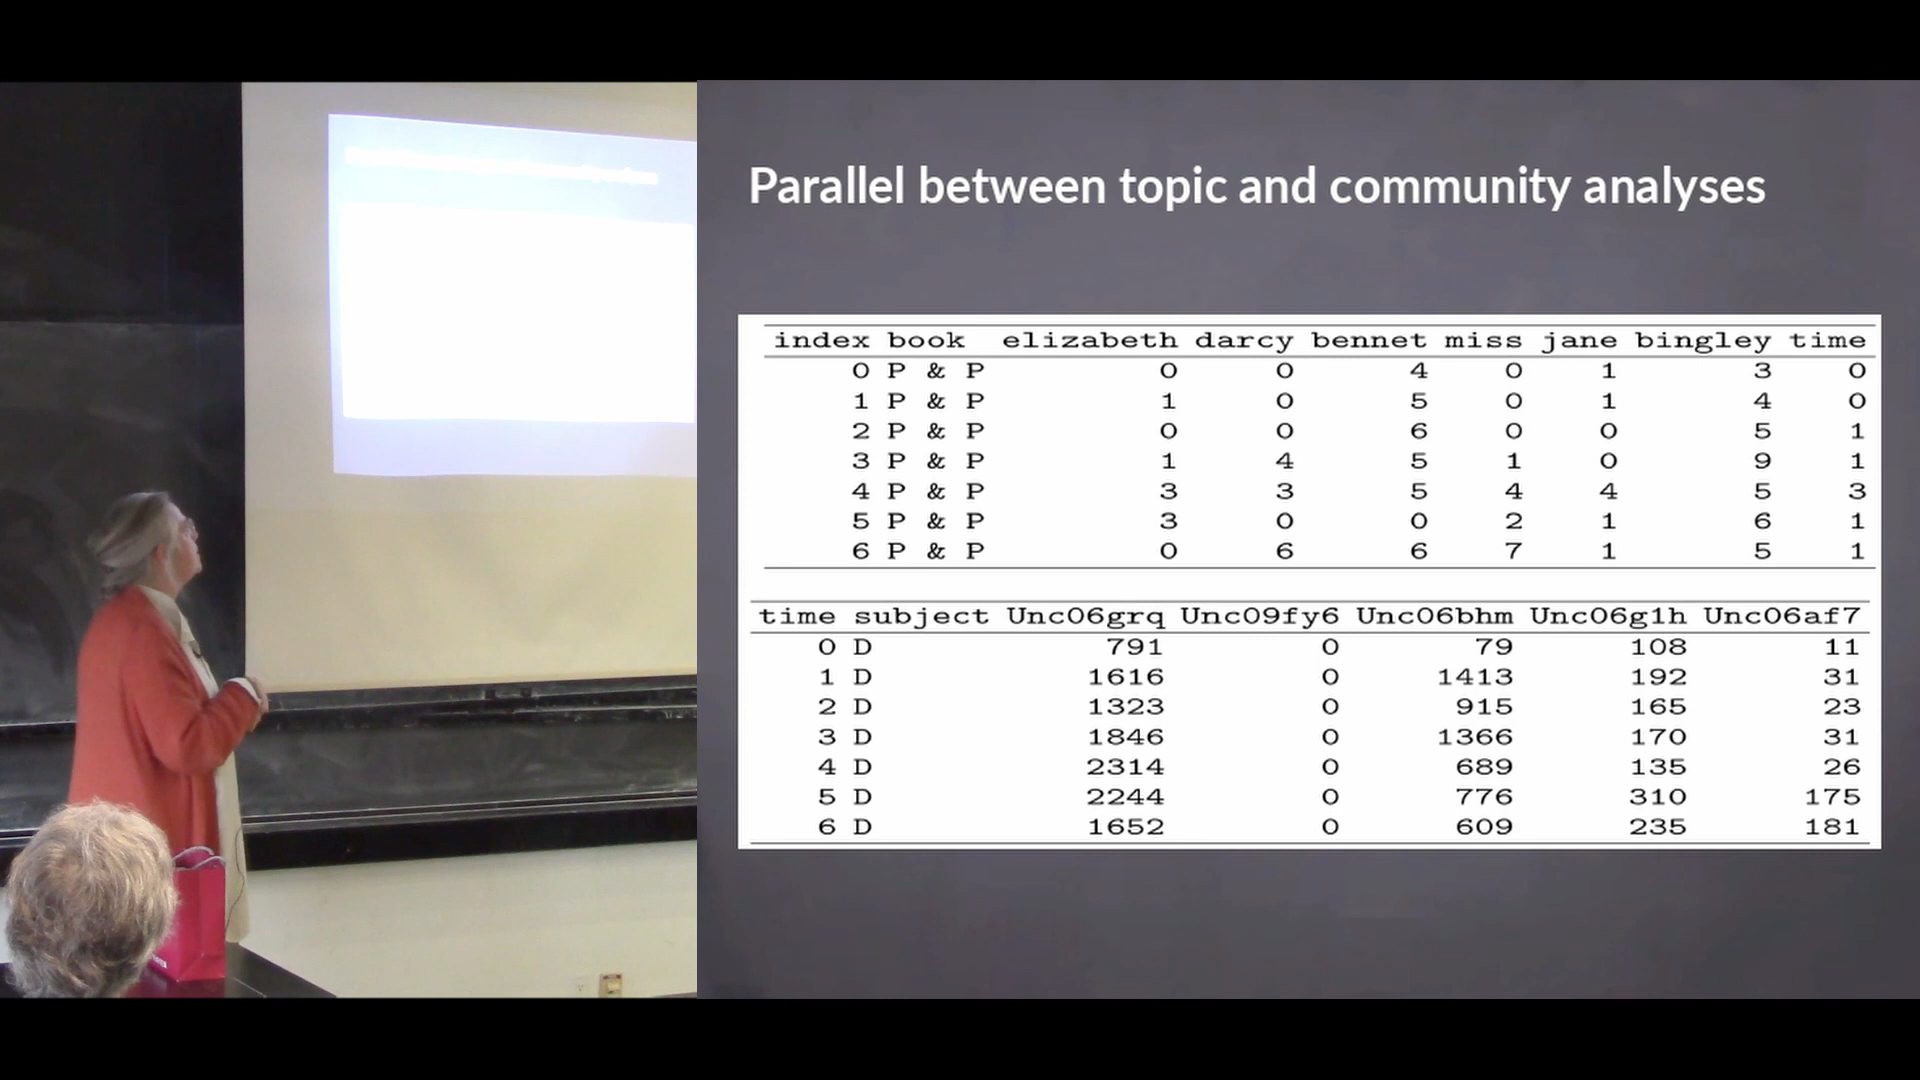 Parallel between topic and community analyses
index book elizabeth darcy bennet miss jane bingley time
0 P & P 0 0 4 0 1 3 0
1 P & P 1 0 5 0 1 4 0
2 P & P 0 0 6 0 0 5 1
3 P & P 1 4 5 1 0 9 1
4 P & P 3 3 5 4 4 5 3
5 P & P 3 0 0 2 1 6 1
6 P & P 0 6 6 7 1 5 1
time subject Unc06grq Unc09fy6 Unc06bhm Unc06g1h Unc06af7
0 D 791 0 79 108 11
1 D 1616 0 1413 192 31
2 D 1323 0 915 165 23
3 D 1846 0 1366 170 31
4 D 2314 0 689 135 26
5 D 2244 0 776 310 175
6 D 1652 0 609 235 181